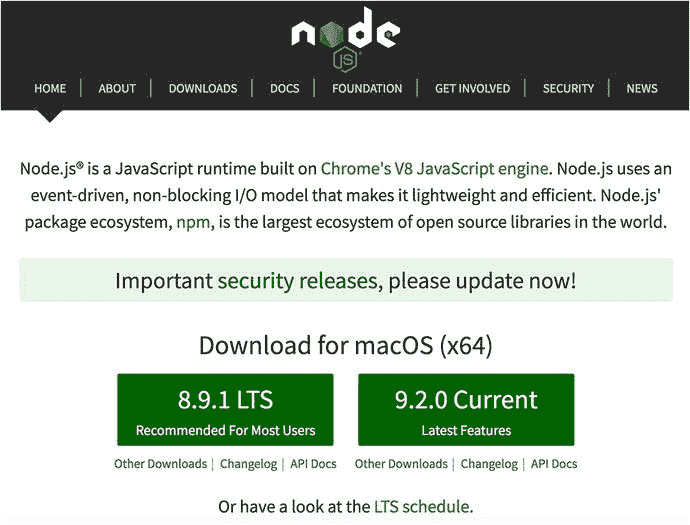 node
JS
HOME | ABOUT | DOWNLOADS | DOCS | FOUNDATION | GET INVOLVED | SECURITY | NEWS
Node.js® is a JavaScript runtime built on Chrome's V8 JavaScript engine. Node.js uses an
event-driven, non-blocking I/O model that makes it lightweight and efficient. Node.js'
package ecosystem, npm, is the largest ecosystem of open source libraries in the world.
Important security releases, please update now!
Download for macOS (x64)
8.9.1 LTS
Recommended For Most Users
9.2.0 Current
Latest Features
Other Downloads | Changelog | API Docs
Other Downloads | Changelog | API Docs
Or have a look at the LTS schedule.